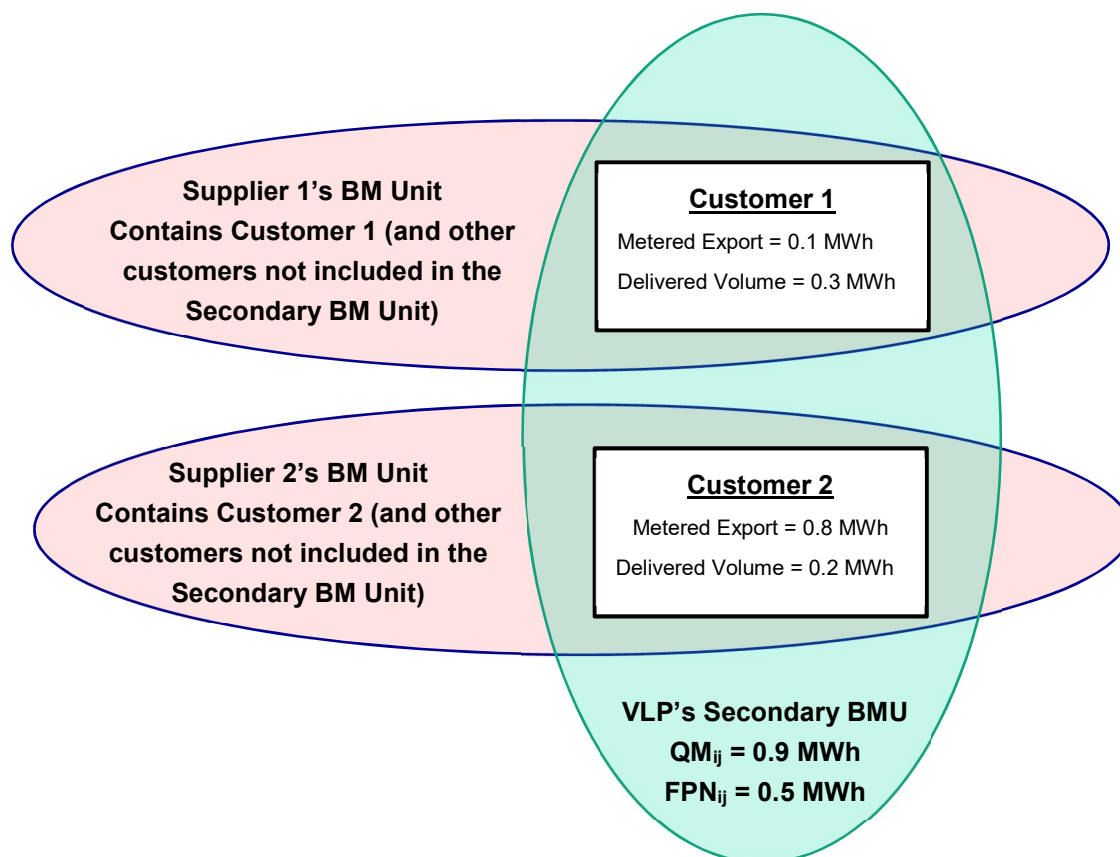 Supplier 1’s BM Unit
Contains Customer 1 (and other
customers not included in the
Secondary BM Unit)
Customer 1
Metered Export = 0.1 MWh
Delivered Volume = 0.3 MWh
Supplier 2’s BM Unit
Contains Customer 2 (and other
customers not included in the
Secondary BM Unit)
Customer 2
Metered Export = 0.8 MWh
Delivered Volume = 0.2 MWh
VLP’s Secondary BMU
QMij = 0.9 MWh
FPNij = 0.5 MWh